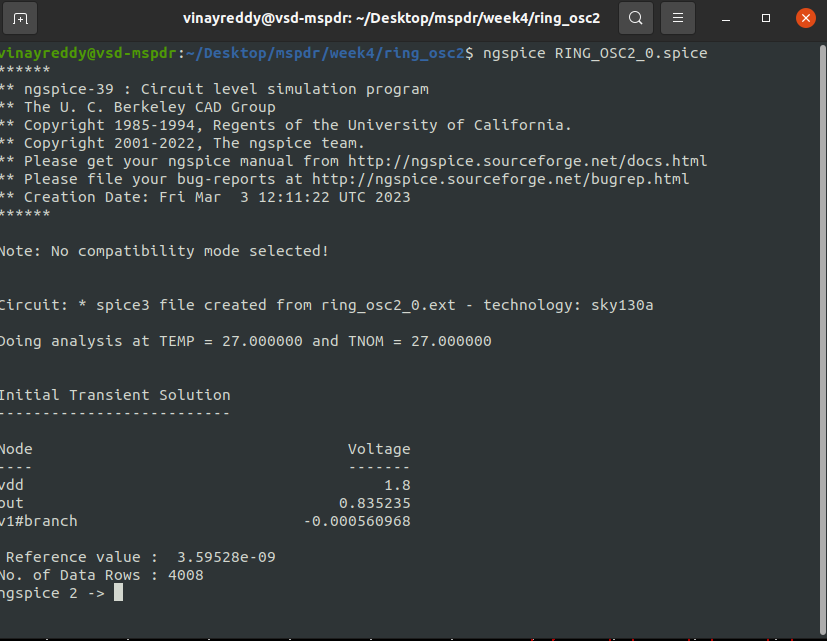 vinayreddy@vsd-mspdr: ~/Desktop/mspdr/week4/ring_osc2
vinayreddy@vsd-mspdr:~/Desktop/mspdr/week4/ring_osc2$ ngspice RING_OSC2_0.spice
******
** ngspice-39 : Circuit level simulation program
** The U. C. Berkeley CAD Group
** Copyright 1985-1994, Regents of the University of California.
** Copyright 2001-2022, The ngspice team.
** Please get your ngspice manual from http://ngspice.sourceforge.net/docs.html
** Please file your bug-reports at http://ngspice.sourceforge.net/bugrep.html
** Creation Date: Fri Mar  3 12:11:22 UTC 2023
******
Note: No compatibility mode selected!
Circuit: * spice3 file created from ring_osc2_0.ext - technology: sky130a
Doing analysis at TEMP = 27.000000 and TNOM = 27.000000
Initial Transient Solution
--------------------------
Node                                   Voltage
----                                   -------
vdd                                        1.8
out                                   0.835235
v1#branch                         -0.000560968
 Reference value :  3.59528e-09
No. of Data Rows : 4008
ngspice 2 ->